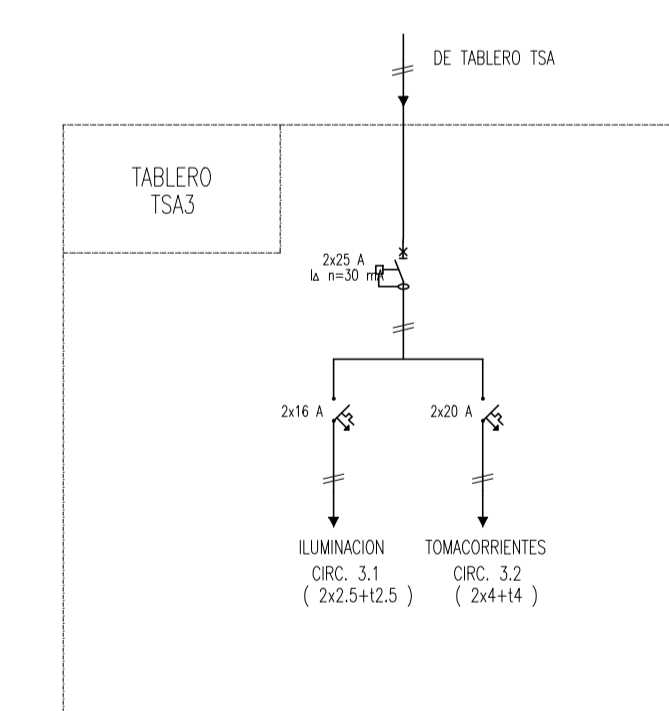 DE TABLERO TSA
TABLERO
TSA3
2x25 A
I∆ n=30 mA
2x16 A
2x20 A
ILUMINACION
CIRC. 3.1
( 2x2.5+t2.5 )
TOMACORRIENTES
CIRC. 3.2
( 2x4+t4 )